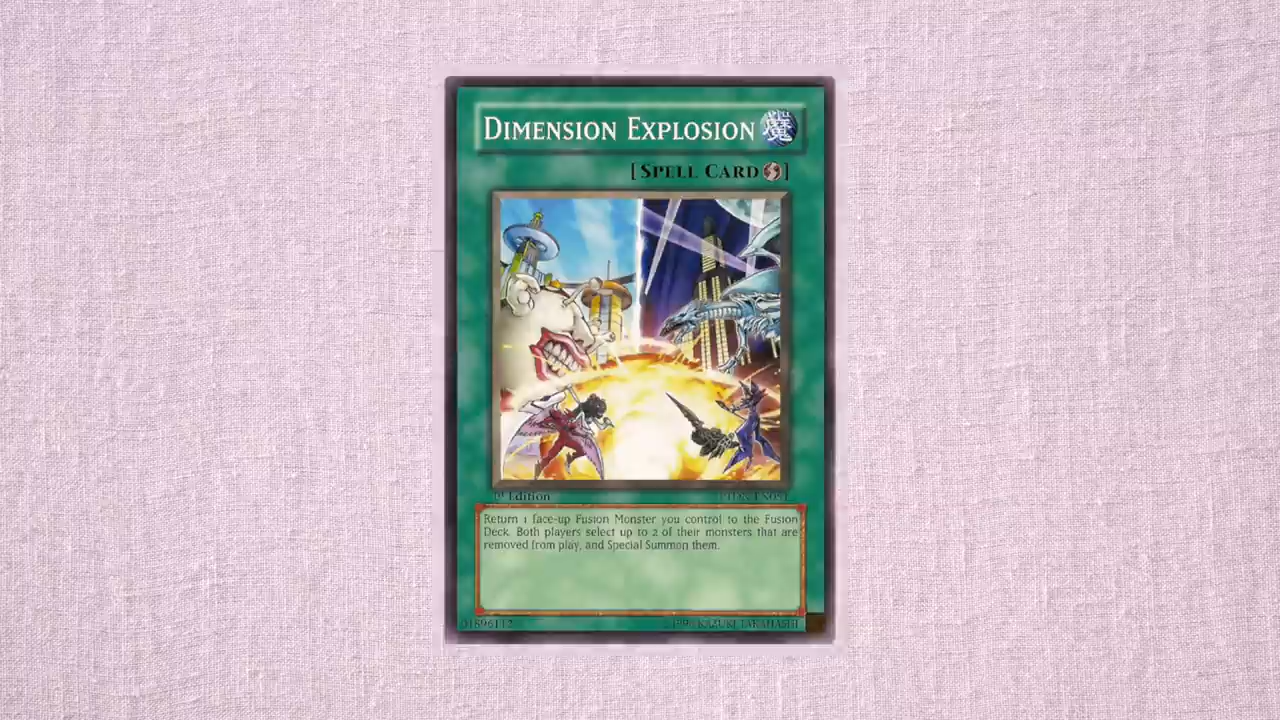 DIMENSION EXPLOSION 魔
[SPELL CARD]
1st Edition
Return 1 face-up Fusion Monster you control to the Fusion
Deck. Both players select up to 2 of their monsters that are
removed from play, and Special Summon them.
01896112
©1996 KAZUKI TAKAHASHI